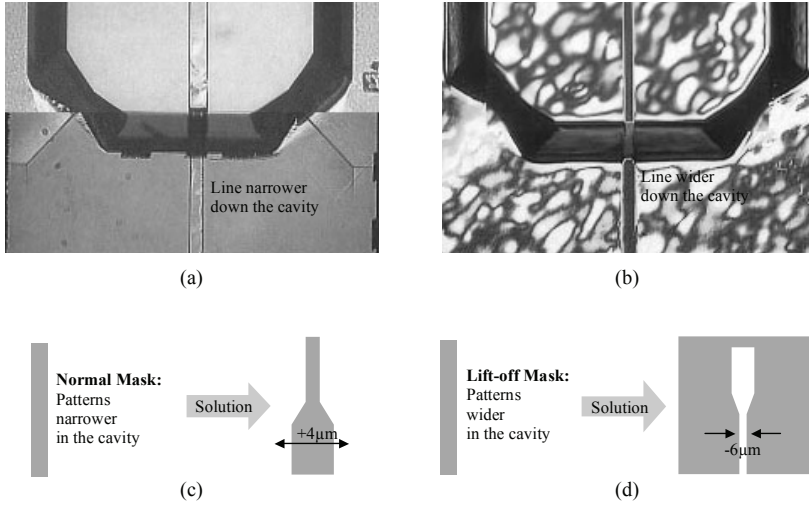 Line narrower
down the cavity
(a)
Line wider
down the cavity
(b)
Normal Mask:
Patterns
narrower
in the cavity
Solution
+4µm
(c)
Lift-off Mask:
Patterns
wider
in the cavity
Solution
-6µm
(d)